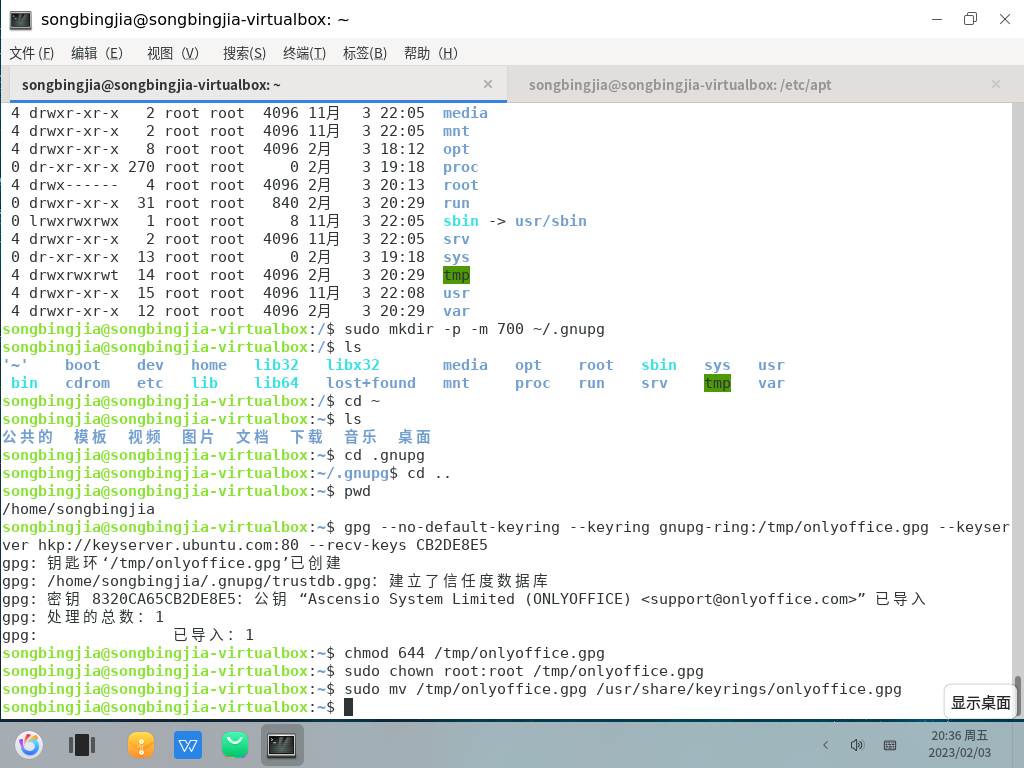 songbingjia@songbingjia-virtualbox: ~
文件 (F) 编辑（E） 视图（V） 搜索(S) 终端(T) 标签(B) 帮助（H）
songbingjia@songbingjia-virtualbox: ~ songbingjia@songbingjia-virtualbox: /etc/apt
4 drwxr-xr-x   2 root root  4096 11月   3 22:05  media
4 drwxr-xr-x   2 root root  4096 11月   3 22:05  mnt
4 drwxr-xr-x   8 root root  4096 2月    3 18:12  opt
0 dr-xr-xr-x 270 root root     0 2月    3 19:18  proc
4 drwx------   4 root root  4096 2月    3 20:13  root
0 drwxr-xr-x  31 root root   840 2月    3 20:29  run
0 lrwxrwxrwx   1 root root     8 11月   3 22:05  sbin -> usr/sbin
4 drwxr-xr-x   2 root root  4096 11月   3 22:05  srv
0 dr-xr-xr-x  13 root root     0 2月    3 19:18  sys
4 drwxrwxrwt  14 root root  4096 2月    3 20:29  tmp
4 drwxr-xr-x  15 root root  4096 11月   3 22:08  usr
4 drwxr-xr-x  12 root root  4096 2月    3 20:29  var
songbingjia@songbingjia-virtualbox:/$ sudo mkdir -p -m 700 ~/.gnupg
songbingjia@songbingjia-virtualbox:/$ ls
'~'    boot    dev   home   lib32   libx32       media   opt    root   sbin   sys   usr
bin   cdrom   etc   lib    lib64   lost+found   mnt     proc   run    srv    tmp   var
songbingjia@songbingjia-virtualbox:/$ cd ~
songbingjia@songbingjia-virtualbox:~$ ls
公共的  模板  视频  图片  文档  下载  音乐  桌面
songbingjia@songbingjia-virtualbox:~$ cd .gnupg
songbingjia@songbingjia-virtualbox:~/.gnupg$ cd ..
songbingjia@songbingjia-virtualbox:~$ pwd
/home/songbingjia
songbingjia@songbingjia-virtualbox:~$ gpg --no-default-keyring --keyring gnupg-ring:/tmp/onlyoffice.gpg --keyser
ver hkp://keyserver.ubuntu.com:80 --recv-keys CB2DE8E5
gpg: 钥匙环‘/tmp/onlyoffice.gpg’已创建
gpg: /home/songbingjia/.gnupg/trustdb.gpg：建立了信任度数据库
gpg: 密钥 8320CA65CB2DE8E5：公钥 “Ascensio System Limited (ONLYOFFICE) <support@onlyoffice.com>” 已导入
gpg: 处理的总数：1
gpg:               已导入：1
songbingjia@songbingjia-virtualbox:~$ chmod 644 /tmp/onlyoffice.gpg
songbingjia@songbingjia-virtualbox:~$ sudo chown root:root /tmp/onlyoffice.gpg
songbingjia@songbingjia-virtualbox:~$ sudo mv /tmp/onlyoffice.gpg /usr/share/keyrings/onlyoffice.gpg
songbingjia@songbingjia-virtualbox:~$
显示桌面
20:36 周五
2023/02/03